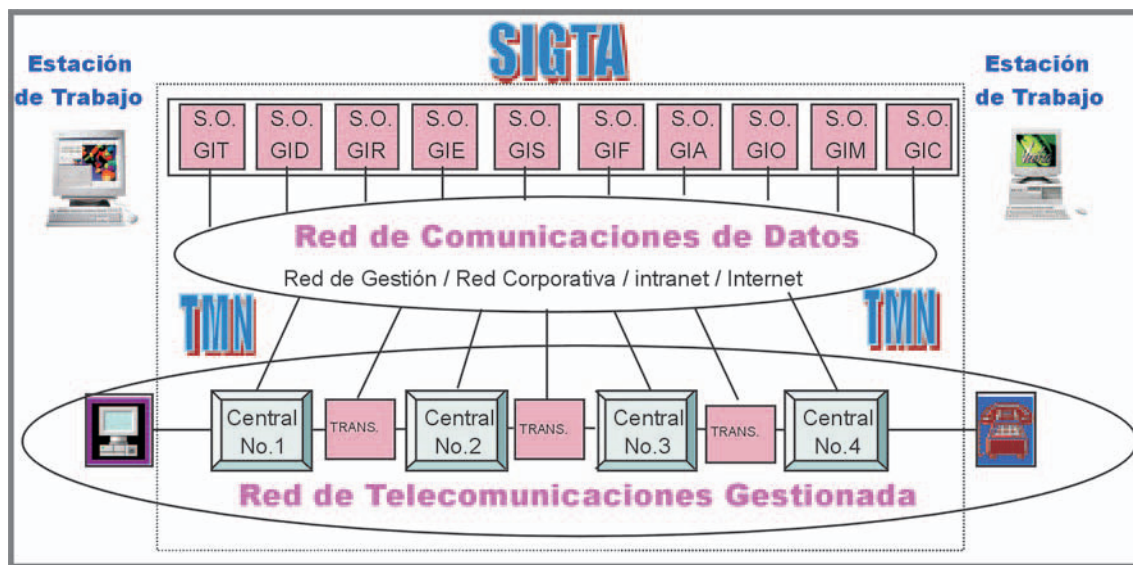 SIGTA
Estación
de Trabajo
Estación
de Trabajo
S.O.
GIT
S.O.
GID
S.O.
GIR
S.O.
GIE
S.O.
GIS
S.O.
GIF
S.O.
GIA
S.O.
GIO
S.O.
GIM
S.O.
GIC
Red de Comunicaciones de Datos
Red de Gestión / Red Corporativa / intranet / Internet
TMN
TMN
Central
No.1
TRANS.
Central
No.2
TRANS.
Central
No.3
TRANS.
Central
No.4
Red de Telecomunicaciones Gestionada